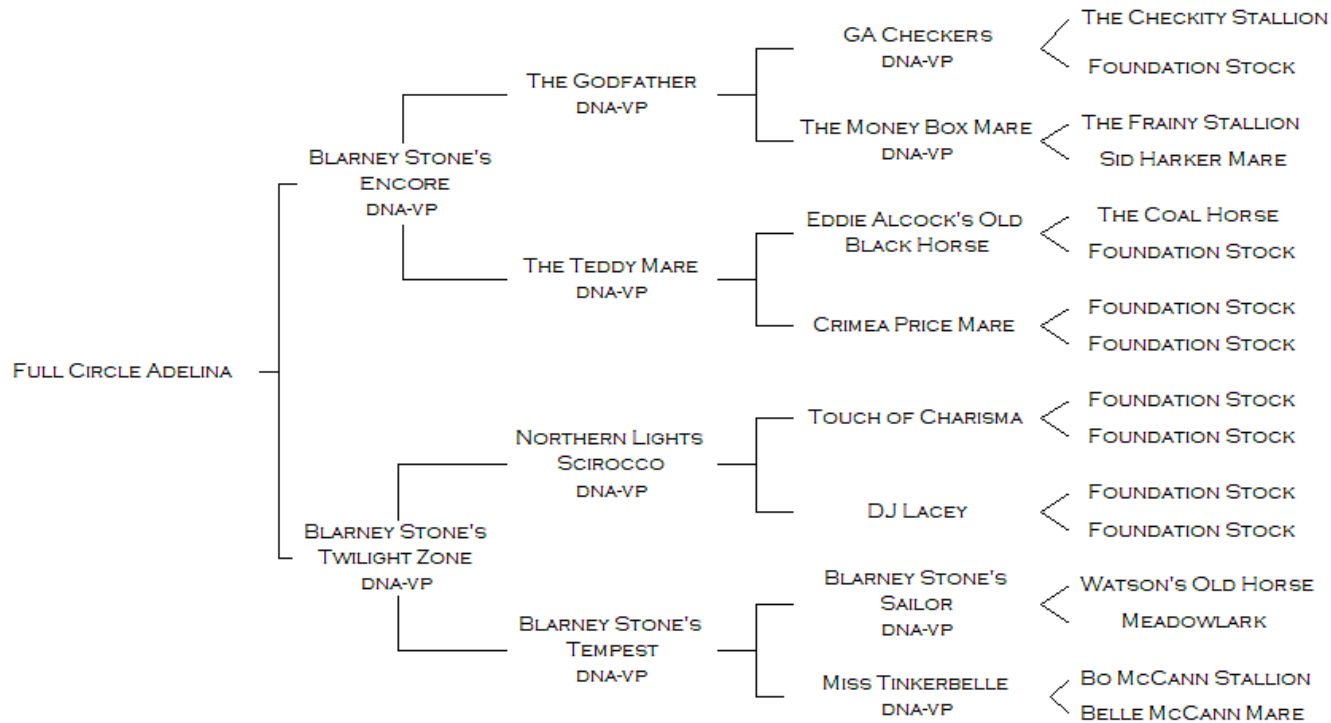 The Checkity Stallion
GA Checkers
DNA-VP
Foundation Stock
The Godfather
DNA-VP
The Frainy Stallion
The Money Box Mare
DNA-VP
Sid Harker Mare
Blarney Stone's
Encore
DNA-VP
The Coal Horse
Eddie Alcock's Old
Black Horse
Foundation Stock
The Teddy Mare
DNA-VP
Foundation Stock
Crimea Price Mare
Foundation Stock
Full Circle Adelina
Foundation Stock
Touch of Charisma
Foundation Stock
Northern Lights
Scirocco
DNA-VP
Foundation Stock
DJ Lacey
Foundation Stock
Blarney Stone's
Twilight Zone
DNA-VP
Blarney Stone's
Sailor
DNA-VP
Watson's Old Horse
Meadowlark
Blarney Stone's
Tempest
DNA-VP
Bo McCann Stallion
Miss Tinkerbelle
DNA-VP
Belle McCann Mare